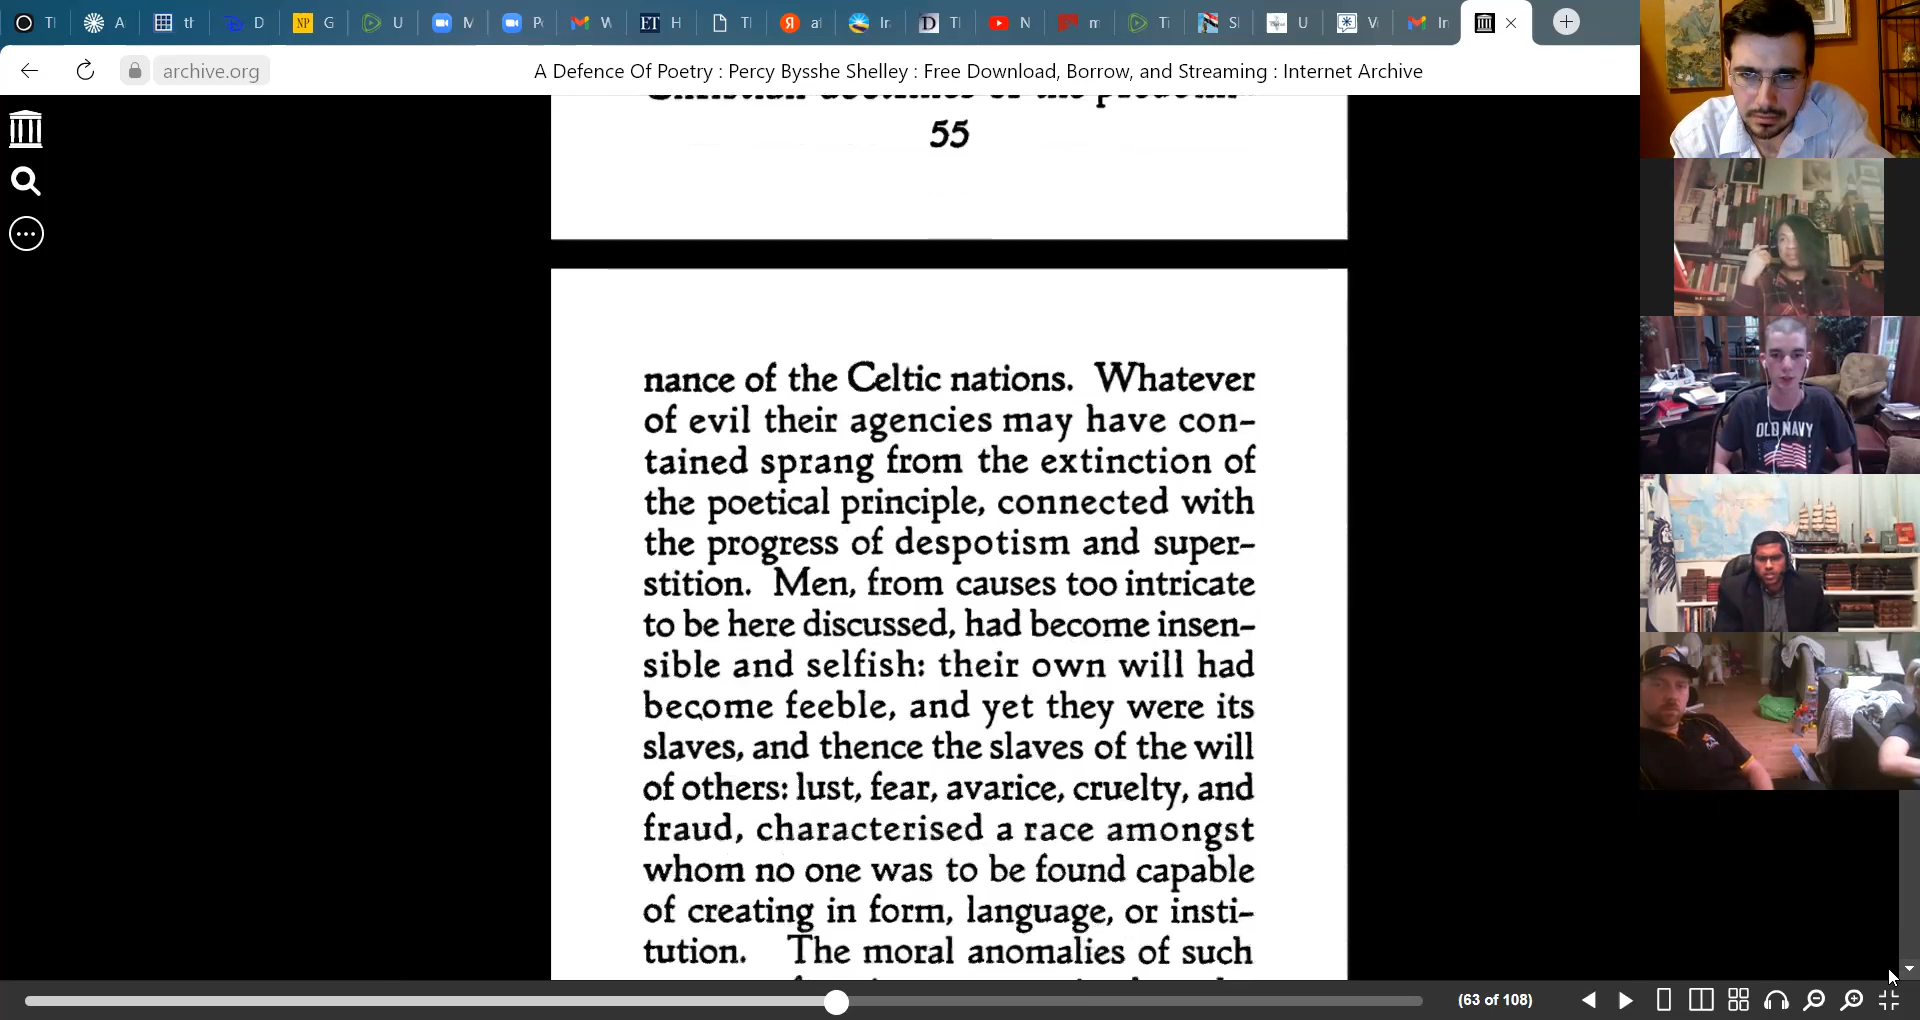 T
A
th
D
NP G
U
M
P
W
ET H
T
Я a
In
D T
N
m
Ti
S
U
V
In
archive.org
A Defence Of Poetry : Percy Bysshe Shelley : Free Download, Borrow, and Streaming : Internet Archive
55
nance of the Celtic nations. Whatever
of evil their agencies may have con-
tained sprang from the extinction of
the poetical principle, connected with
the progress of despotism and super-
stition. Men, from causes too intricate
to be here discussed, had become insen-
sible and selfish: their own will had
become feeble, and yet they were its
slaves, and thence the slaves of the will
of others: lust, fear, avarice, cruelty, and
fraud, characterised a race amongst
whom no one was to be found capable
of creating in form, language, or insti-
tution. The moral anomalies of such
(63 of 108)
OLD NAVY